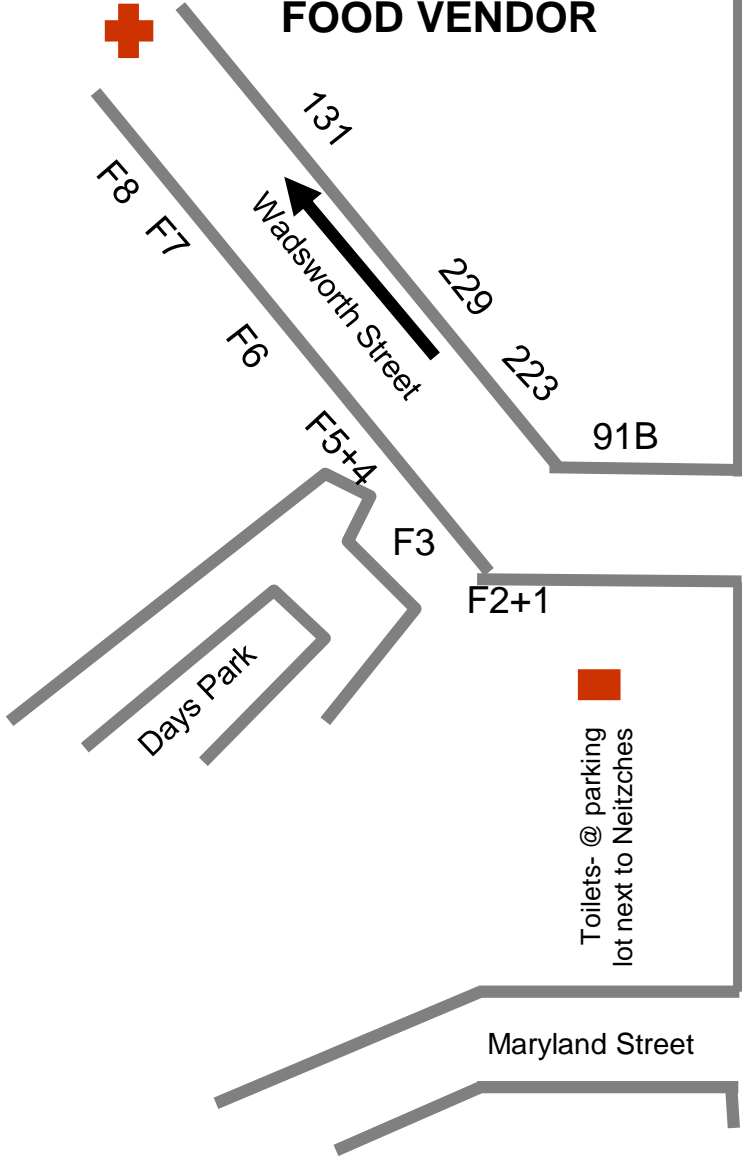 FOOD VENDOR
131
F8
F7
Wadsworth Street
229
F6
223
F5+4
91B
F3
F2+1
Days Park
Toilets- @ parking
lot next to Neitzches
Maryland Street